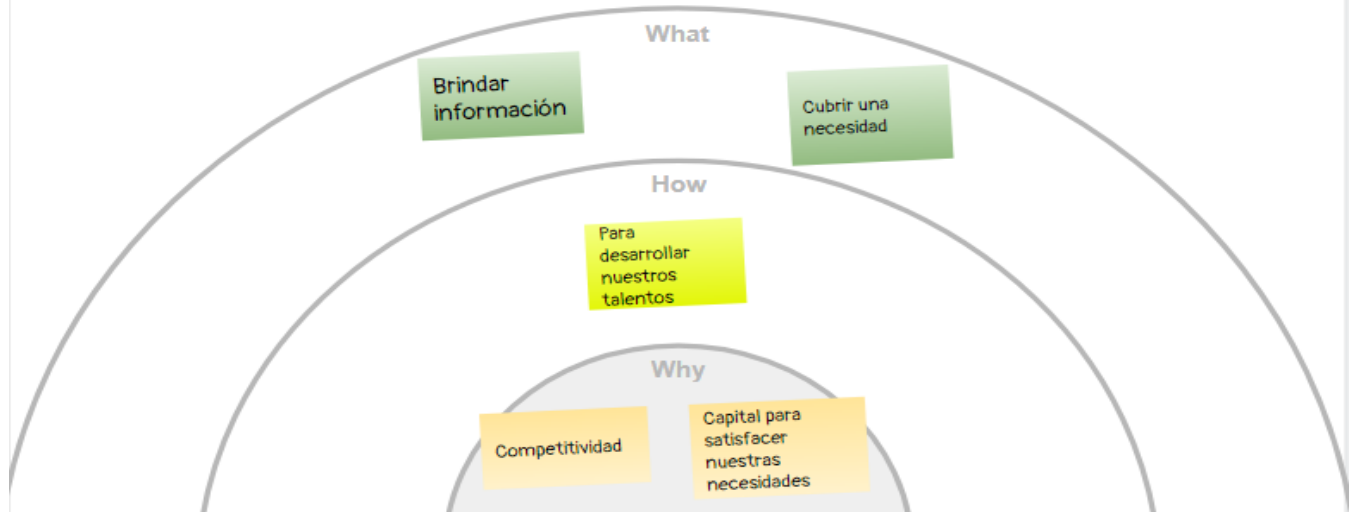 What
Brindar
información
Cubrir una
necesidad
How
Para
desarrollar
nuestros
talentos
Why
Competitividad
Capital para
satisfacer
nuestras
necesidades